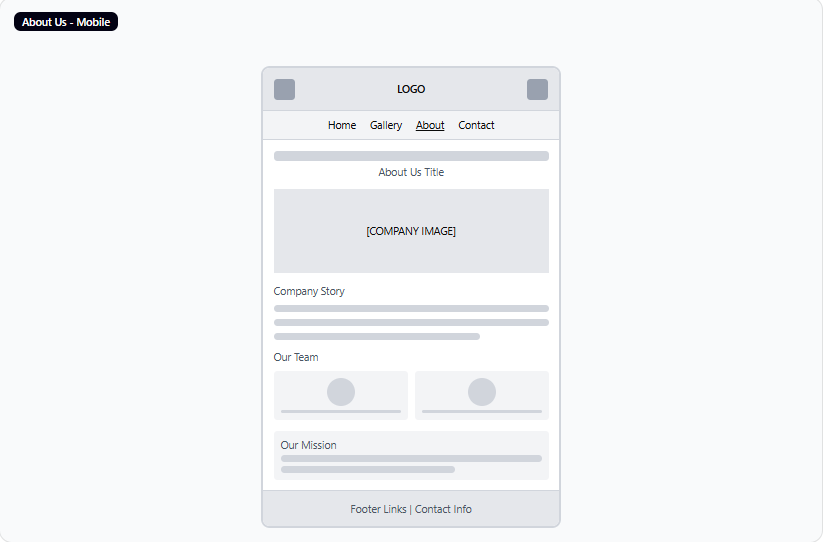 About Us - Mobile
LOGO
Home Gallery About Contact
About Us Title
[COMPANY IMAGE]
Company Story
Our Team
Our Mission
Footer Links | Contact Info